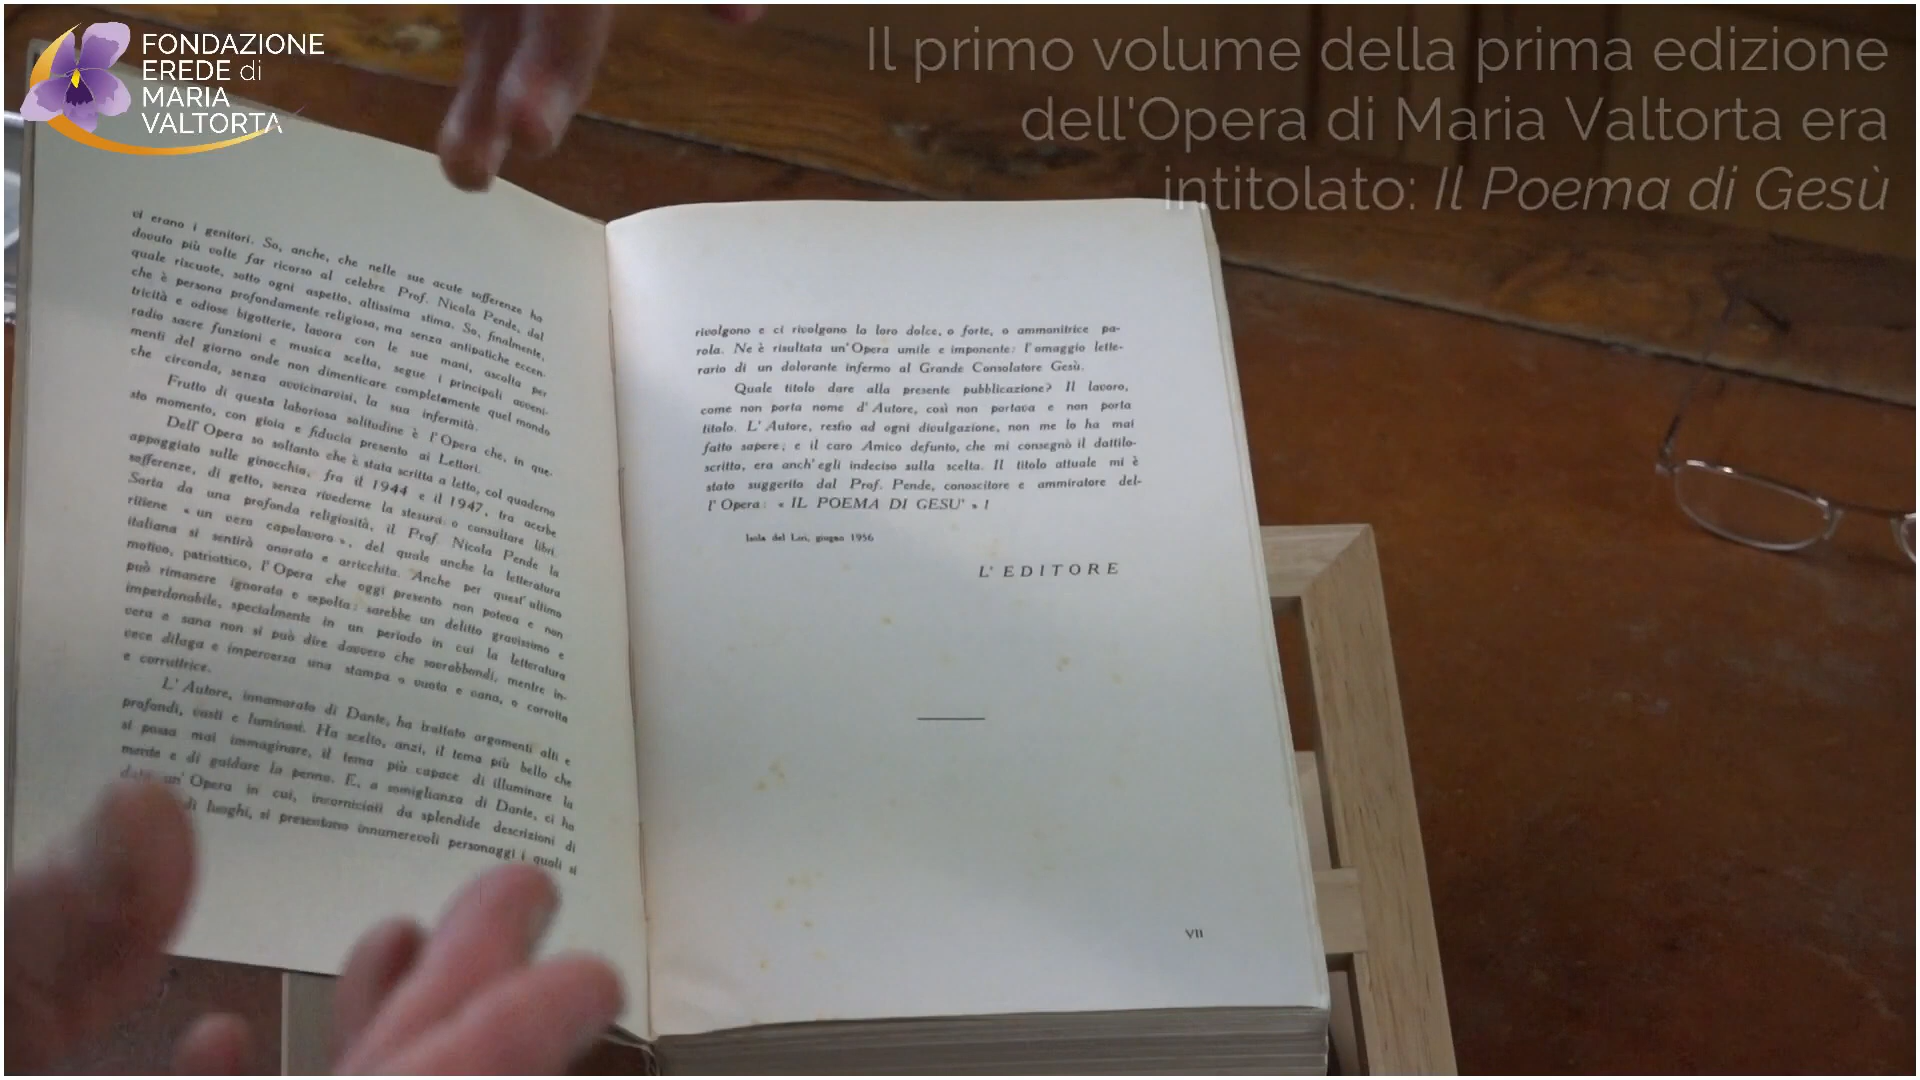 FONDAZIONE
EREDE di
MARIA
VALTORTA
Il primo volume della prima edizione
dell'Opera di Maria Valtorta era
intitolato: Il Poema di Gesù
vi erano i genitori. So, anche, che nelle sue acute sofferenze ha
dovuto più volte far ricorso al celebre Prof. Nicola Pende, dal
quale riscuote, sotto ogni aspetto, altissima stima. So, finalmente,
che è persona profondamente religiosa, ma senza antipatiche eccen-
tricità e odiose bigotterie, lavora con le sue mani, ascolta per
radio sacre funzioni e musica scelta, segue i principali avveni-
menti del giorno onde non dimenticare completamente quel mondo
che circonda, senza avvicinarvisi, la sua infermità.
Frutto di questa laboriosa solitudine è l'Opera che, in que-
sto momento, con gioia e fiducia presento ai Lettori.
Dell'Opera so soltanto che è stata scritta a letto, col quaderno
appoggiato sulle ginocchia, fra il 1944 e il 1947, tra acerbe
sofferenze, di getto, senza rivederne la stesura o consultare libri.
Sorta da una profonda religiosità, il Prof. Nicola Pende la
ritiene « un vero capolavoro », del quale anche la letteratura
italiana si sentirà onorata e arricchita. Anche per quest'ultimo
motivo, patriottico, l'Opera che oggi presento non poteva e non
può rimanere ignorata e sepolta: sarebbe un delitto gravissimo e
imperdonabile, specialmente in un periodo in cui la letteratura
vera e sana non si può dire davvero che sovrabbondi, mentre in-
vece dilaga e imperversa una stampa o vuota e vana, o corrotta
e corruttrice.
L'Autore, innamorato di Dante, ha trattato argomenti alti e
profondi, vasti e luminosi. Ha scelto, anzi, il tema più bello che
si possa mai immaginare, il tema più capace di illuminare la
mente e di guidare la penna. E, a somiglianza di Dante, ci ha
dato un'Opera in cui, incorniciati da splendide descrizioni di
di luoghi, si presentano innumerevoli personaggi i quali si
rivolgono e ci rivolgono la loro dolce, o forte, o ammonitrice pa-
rola. Ne è risultata un'Opera umile e imponente: l'omaggio lette-
rario di un dolorante infermo al Grande Consolatore Gesù.
Quale titolo dare alla presente pubblicazione? Il lavoro,
come non porta nome d'Autore, così non portava e non porta
titolo. L'Autore, restio ad ogni divulgazione, non me lo ha mai
fatto sapere; e il caro Amico defunto, che mi consegnò il dattilo-
scritto, era anch'egli indeciso sulla scelta. Il titolo attuale mi è
stato suggerito dal Prof. Pende, conoscitore e ammiratore del-
l'Opera: « IL POEMA DI GESU' » !
Isola del Liri, giugno 1956
L'EDITORE
VII